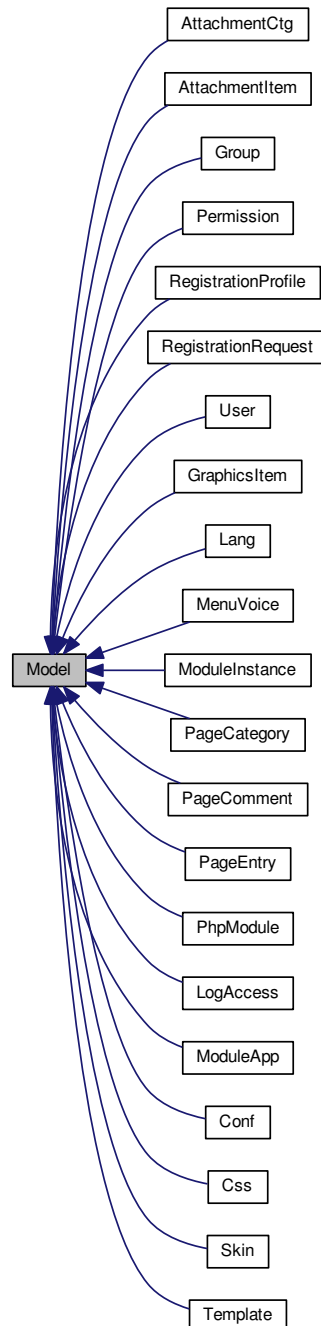 AttachmentCtg
AttachmentItem
Group
Permission
RegistrationProfile
RegistrationRequest
User
GraphicsItem
Lang
MenuVoice
Model
ModuleInstance
PageCategory
PageComment
PageEntry
PhpModule
LogAccess
ModuleApp
Conf
Css
Skin
Template